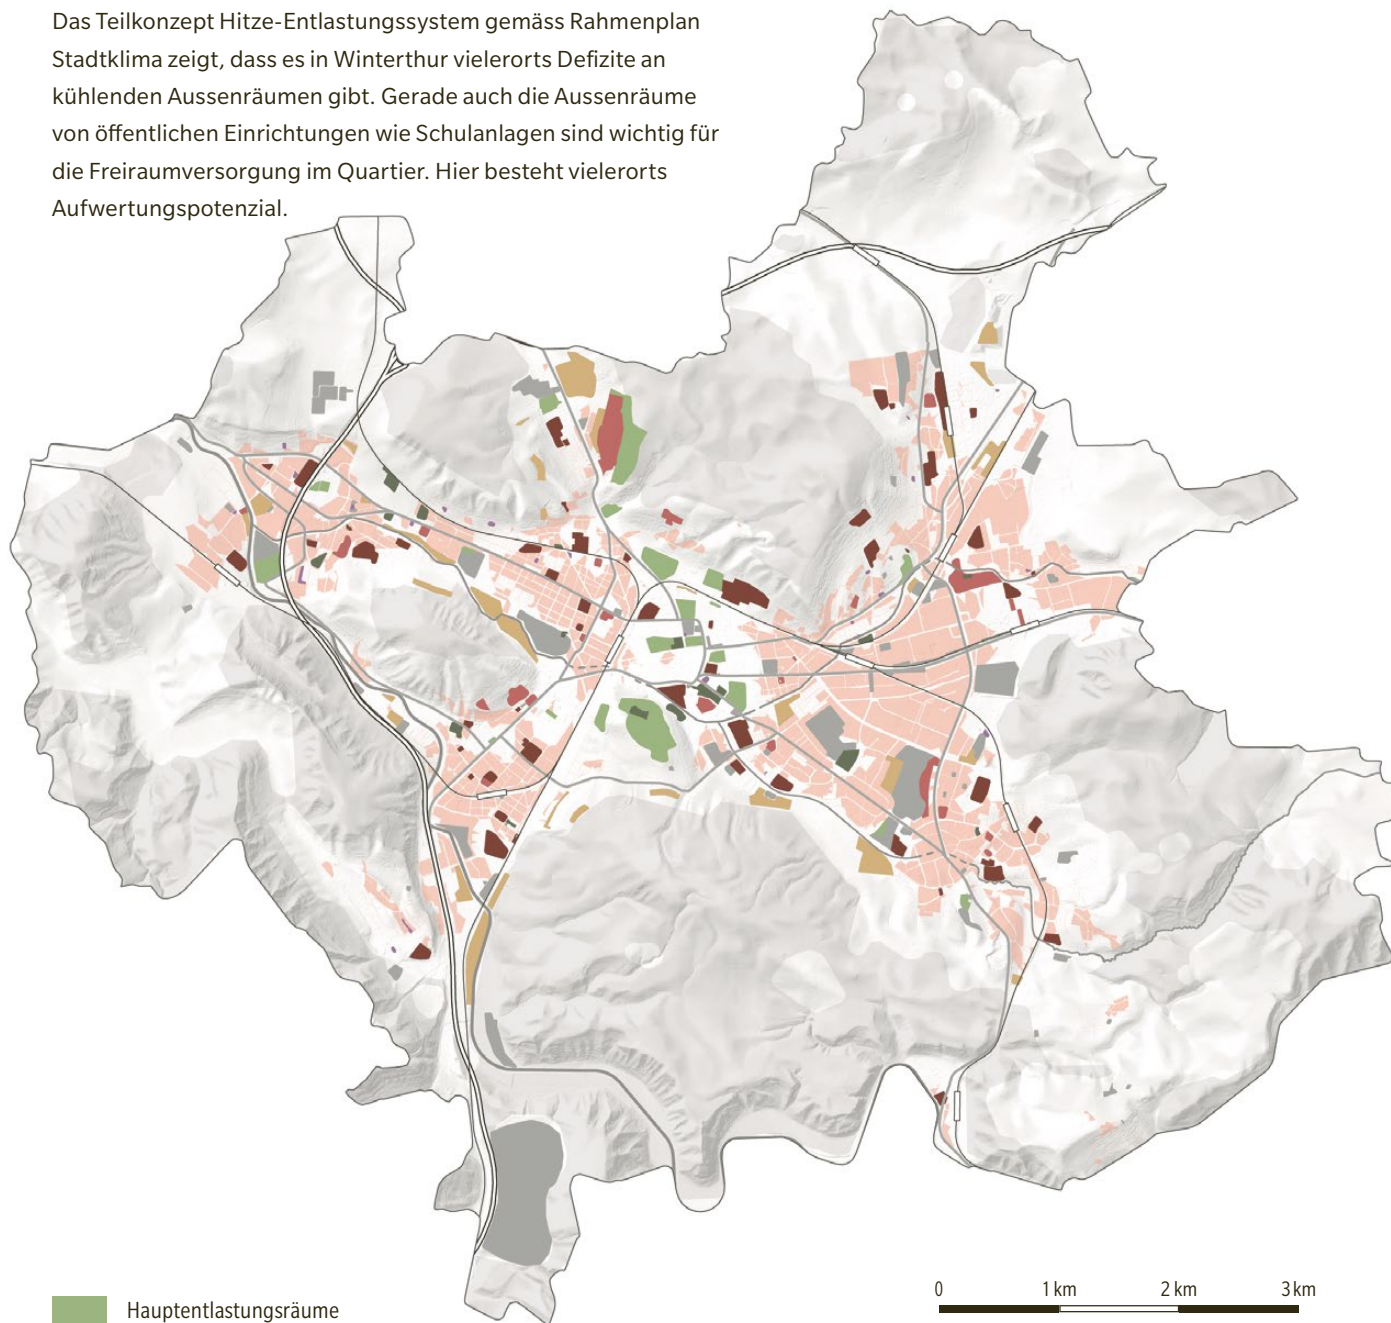 Das Teilkonzept Hitze-Entlastungssystem gemäss Rahmenplan
Stadtklima zeigt, dass es in Winterthur vielerorts Defizite an
kühlenden Aussenräumen gibt. Gerade auch die Aussenräume
von öffentlichen Einrichtungen wie Schulanlagen sind wichtig für
die Freiraumversorgung im Quartier. Hier besteht vielerorts
Aufwertungspotenzial.
0 1 km 2 km 3 km
Hauptentlastungsräume